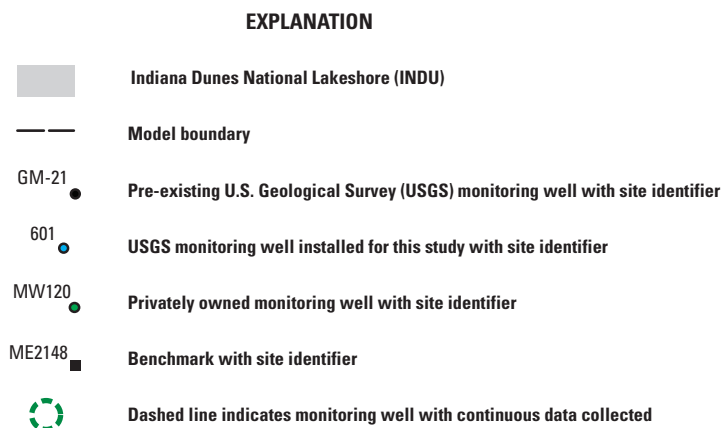 EXPLANATION
Indiana Dunes National Lakeshore (INDU)
Model boundary
GM-21 Pre-existing U.S. Geological Survey (USGS) monitoring well with site identifier
601 USGS monitoring well installed for this study with site identifier
MW120 Privately owned monitoring well with site identifier
ME2148 Benchmark with site identifier
Dashed line indicates monitoring well with continuous data collected